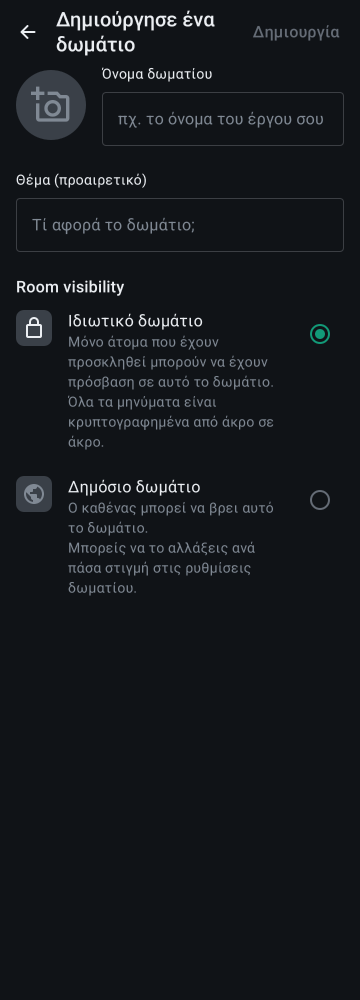 Δημιούργησε ένα
δωμάτιο
Δημιουργία
Όνομα δωματίου
πχ. το όνομα του έργου σου
Θέμα (προαιρετικό)
Τί αφορά το δωμάτιο;
Room visibility
Ιδιωτικό δωμάτιο
Μόνο άτομα που έχουν
προσκληθεί μπορούν να έχουν
πρόσβαση σε αυτό το δωμάτιο.
Όλα τα μηνύματα είναι
κρυπτογραφημένα από άκρο σε
άκρο.
Δημόσιο δωμάτιο
Ο καθένας μπορεί να βρει αυτό
το δωμάτιο.
Μπορείς να το αλλάξεις ανά
πάσα στιγμή στις ρυθμίσεις
δωματίου.